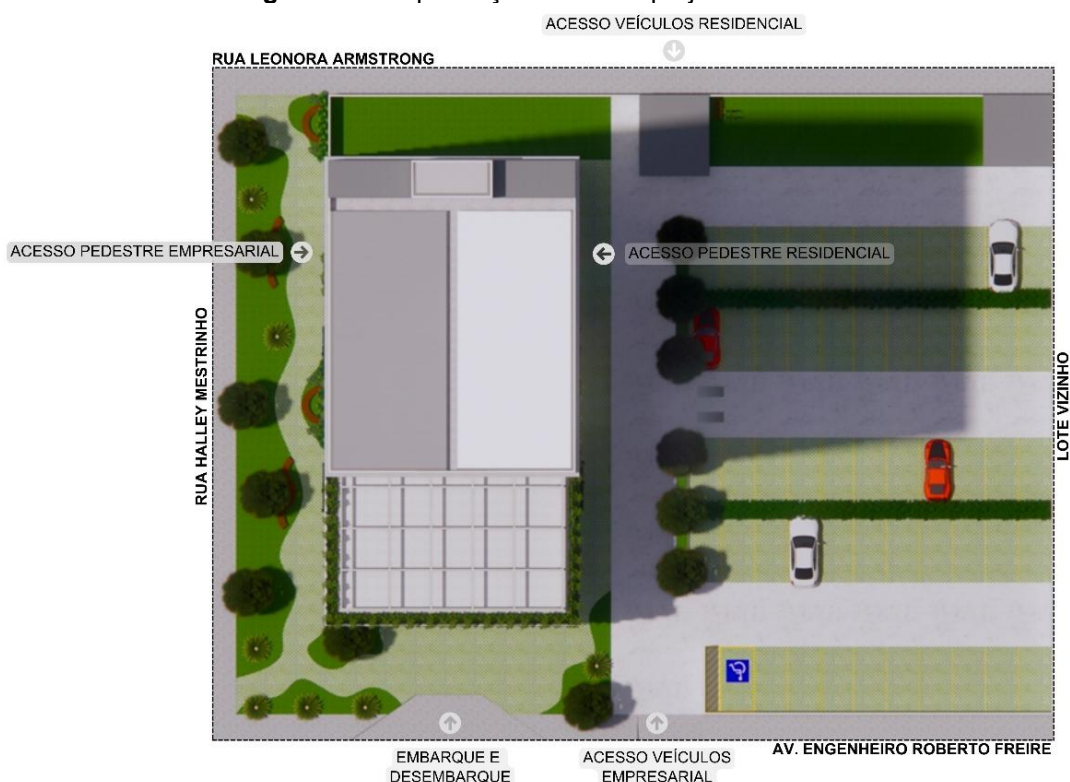 ACESSO VEÍCULOS RESIDENCIAL
RUA LEONORA ARMSTRONG
ACESSO PEDESTRE EMPRESARIAL
ACESSO PEDESTRE RESIDENCIAL
RUA HALLEY MESTRINHO
LOTE VIZINHO
AV. ENGENHEIRO ROBERTO FREIRE
EMBARQUE E
DESEMBARQUE
ACESSO VEÍCULOS
EMPRESARIAL